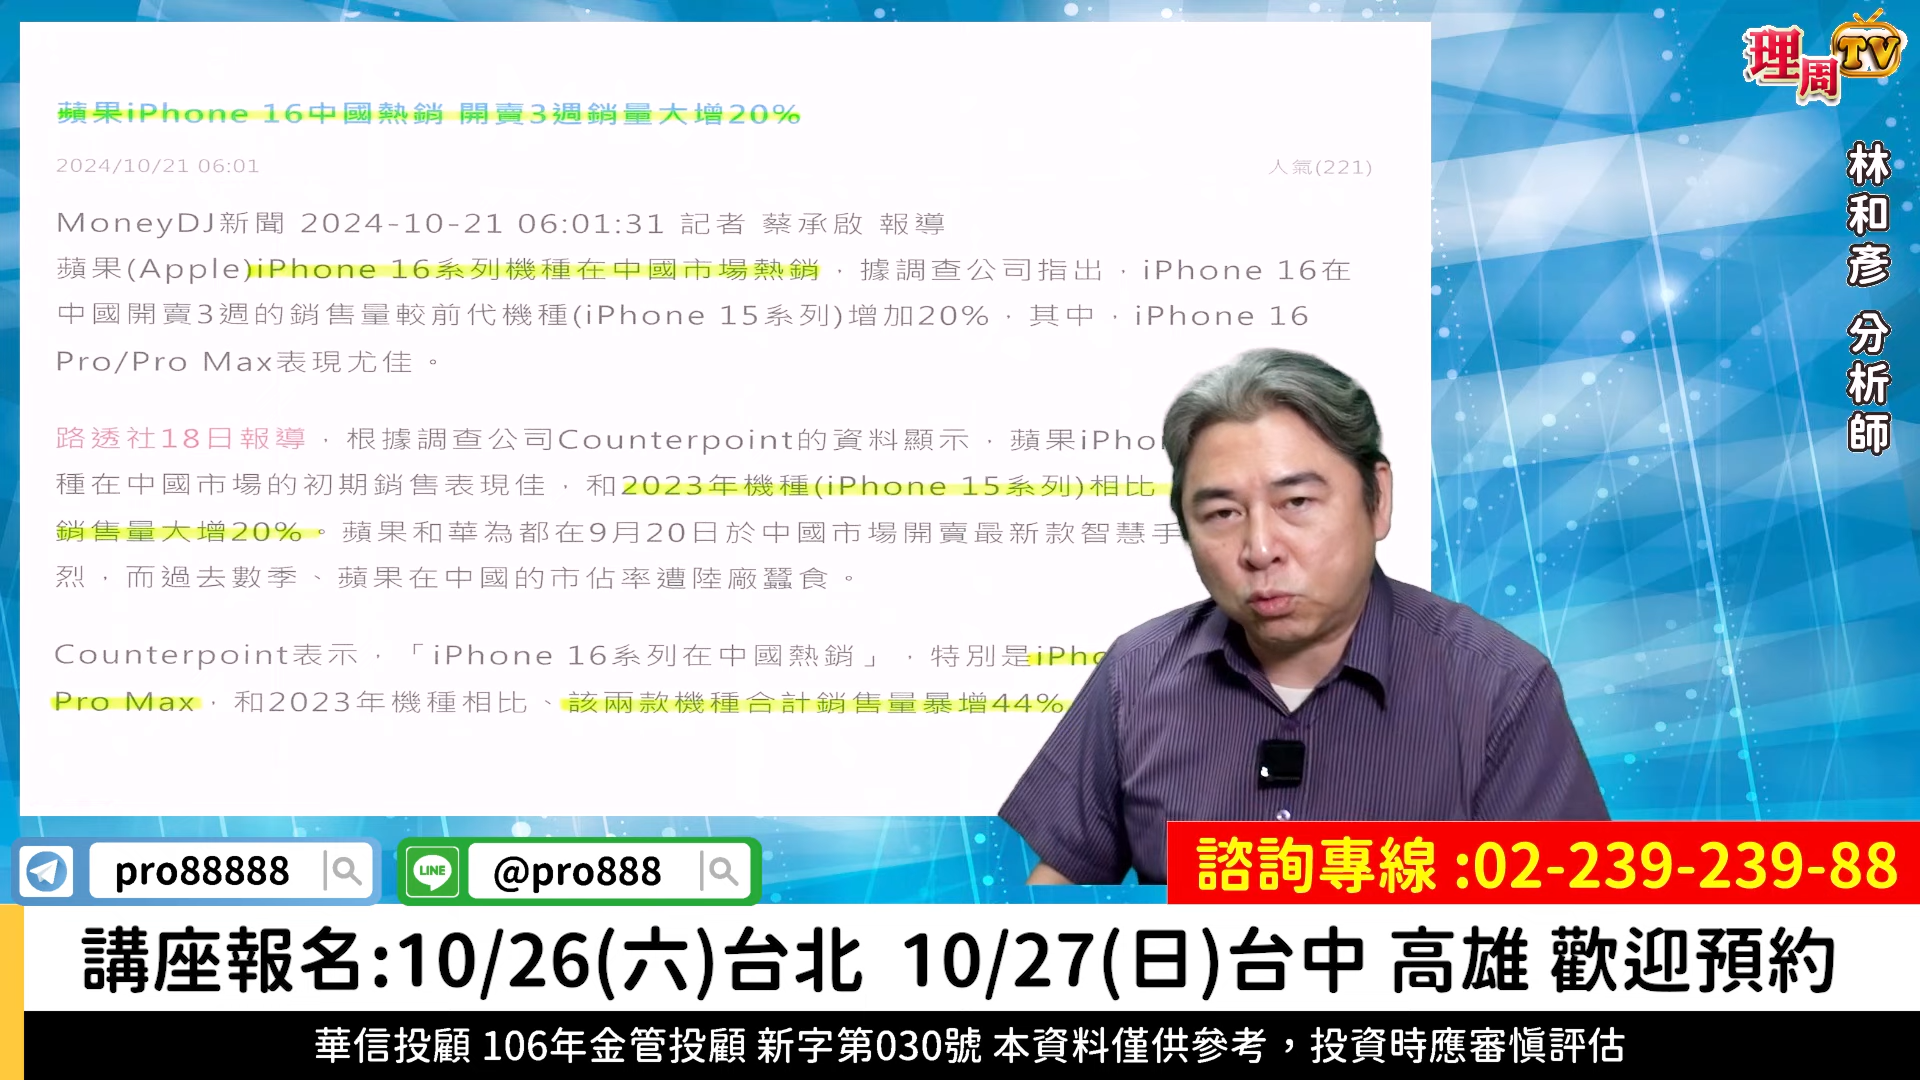 蘋果iPhone 16中國熱銷 開賣3週銷量大增20%
2024/10/21 06:01
人氣(221)
MoneyDJ新聞 2024-10-21 06:01:31 記者 蔡承啟 報導
蘋果(Apple)iPhone 16系列機種在中國市場熱銷，據調查公司指出，iPhone 16在
中國開賣3週的銷售量較前代機種(iPhone 15系列)增加20%，其中，iPhone 16
Pro/Pro Max表現尤佳。
路透社18日報導，根據調查公司Counterpoint的資料顯示，蘋果iPhon
種在中國市場的初期銷售表現佳，和2023年機種(iPhone 15系列)相比
銷售量大增20%。蘋果和華為都在9月20日於中國市場開賣最新款智慧手
烈，而過去數季、蘋果在中國的市佔率遭陸廠蠶食。
Counterpoint表示，「iPhone 16系列在中國熱銷」，特別是iPho
Pro Max，和2023年機種相比、該兩款機種合計銷售量暴增44%
理周TV
林和彥 分析師
pro88888
LINE
@pro888
諮詢專線 :02-239-239-88
講座報名:10/26(六)台北 10/27(日)台中 高雄 歡迎預約
華信投顧 106年金管投顧 新字第030號 本資料僅供參考，投資時應審慎評估